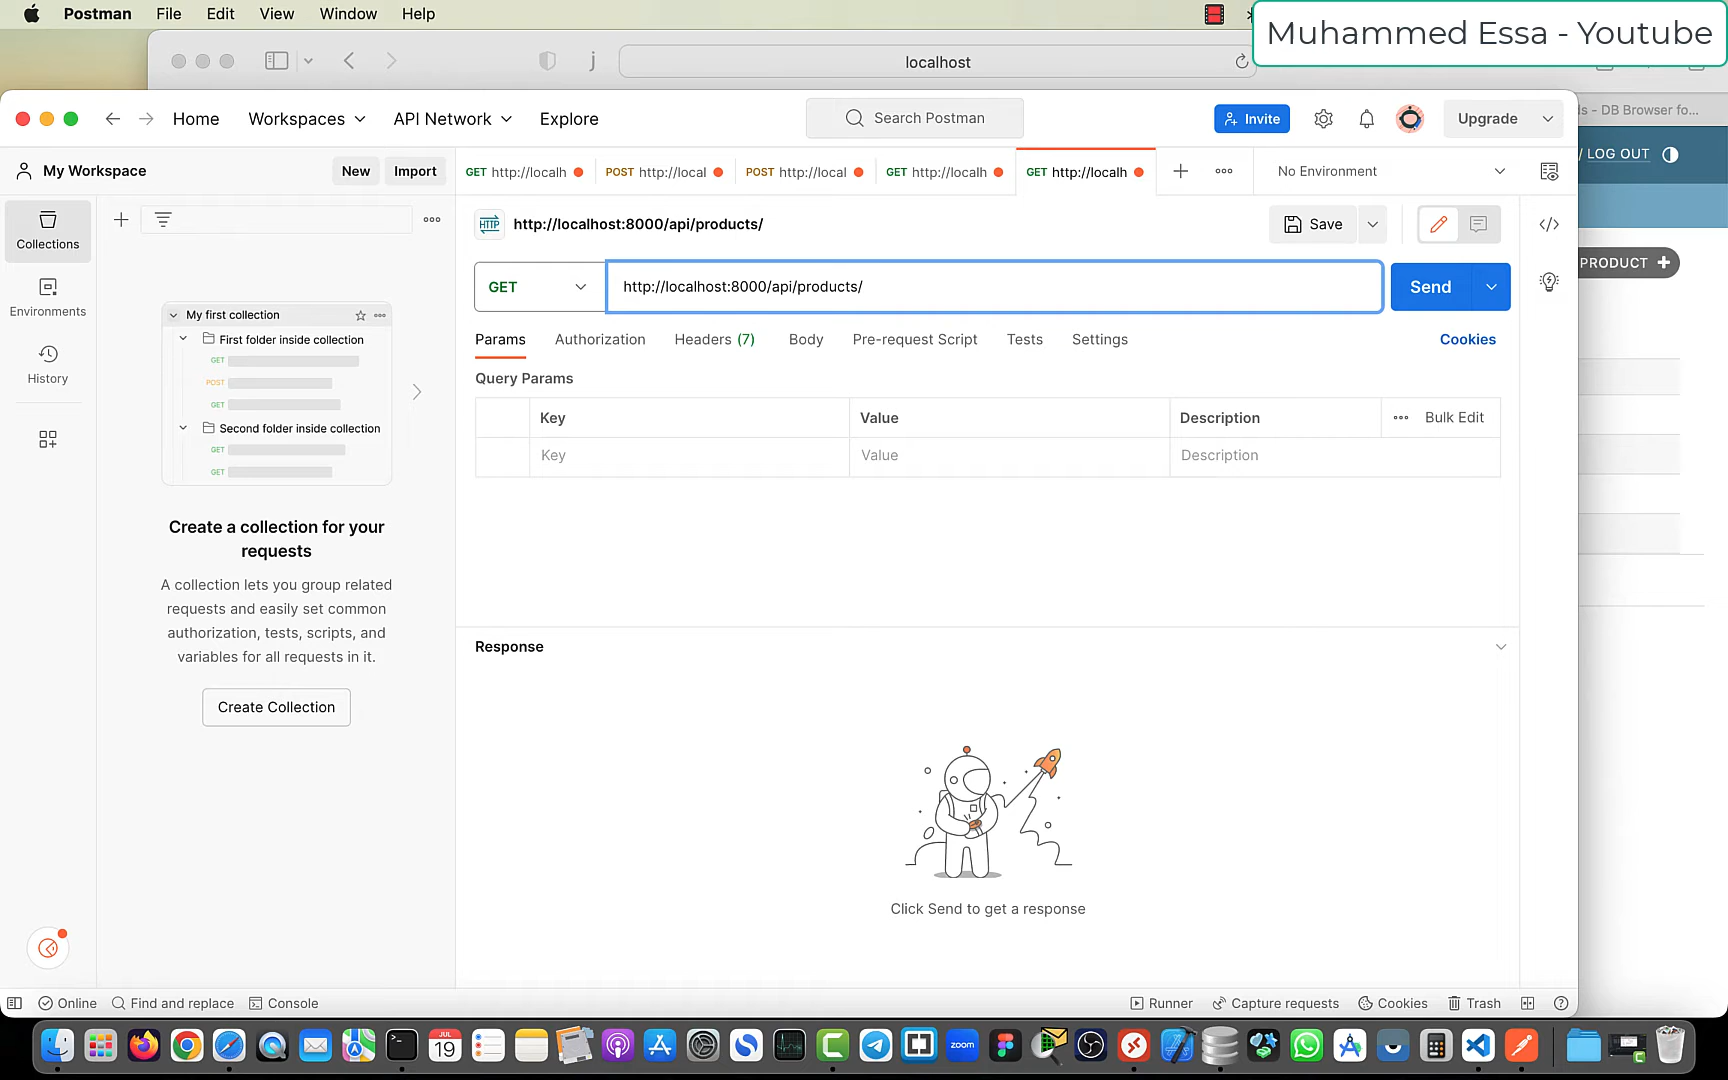 Postman File Edit View Window Help
Muhammed Essa - Youtube
localhost
Home Workspaces API Network Explore
Search Postman
Invite
Upgrade
ls - DB Browser fo...
/ LOG OUT
My Workspace
New Import
GET http://localh
POST http://local
POST http://local
GET http://localh
GET http://localh
No Environment
Collections
Environments
History
HTTP http://localhost:8000/api/products/
Save
PRODUCT
GET http://localhost:8000/api/products/
Send
Params Authorization Headers (7) Body Pre-request Script Tests Settings
Cookies
Query Params
Key Value Description Bulk Edit
Key Value Description
My first collection
First folder inside collection
GET
POST
GET
Second folder inside collection
GET
GET
Create a collection for your
requests
A collection lets you group related
requests and easily set common
authorization, tests, scripts, and
variables for all requests in it.
Create Collection
Response
Click Send to get a response
Online Find and replace Console
Runner Capture requests Cookies Trash
JUL
19
zoom